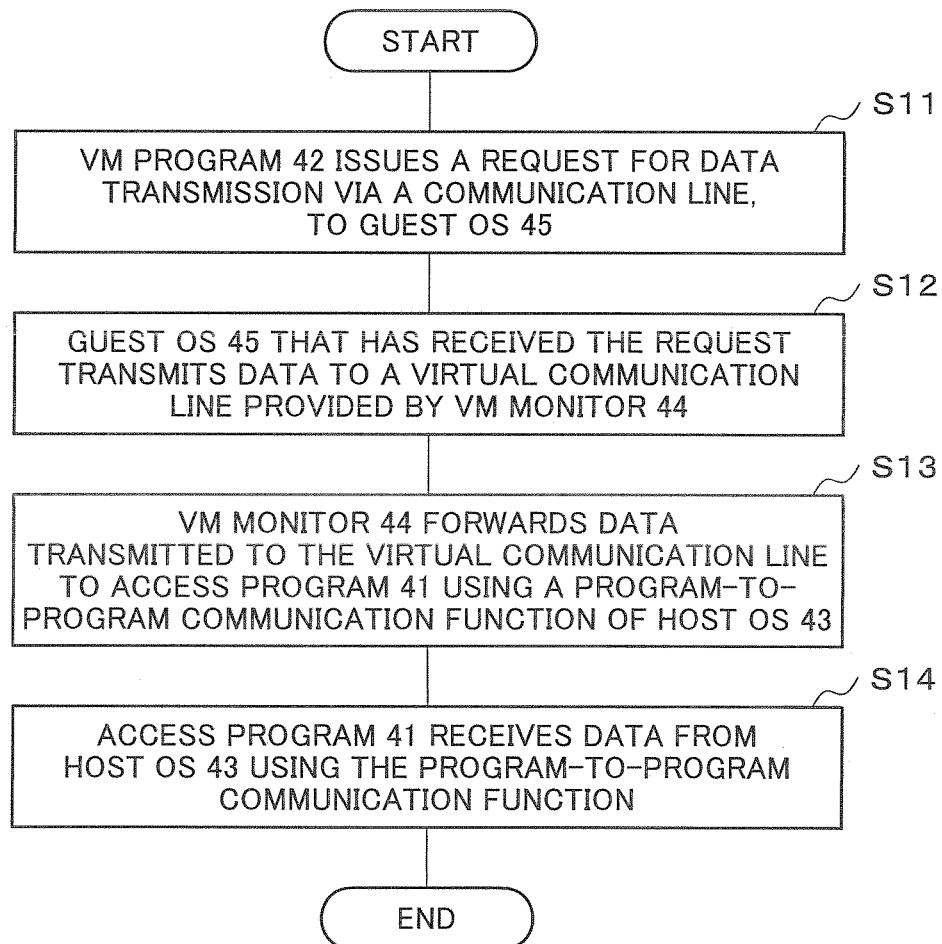 START
S11
VM PROGRAM 42 ISSUES A REQUEST FOR DATA
TRANSMISSION VIA A COMMUNICATION LINE,
TO GUEST OS 45
S12
GUEST OS 45 THAT HAS RECEIVED THE REQUEST
TRANSMITS DATA TO A VIRTUAL COMMUNICATION
LINE PROVIDED BY VM MONITOR 44
S13
VM MONITOR 44 FORWARDS DATA
TRANSMITTED TO THE VIRTUAL COMMUNICATION LINE
TO ACCESS PROGRAM 41 USING A PROGRAM-TO-
PROGRAM COMMUNICATION FUNCTION OF HOST OS 43
S14
ACCESS PROGRAM 41 RECEIVES DATA FROM
HOST OS 43 USING THE PROGRAM-TO-PROGRAM
COMMUNICATION FUNCTION
END